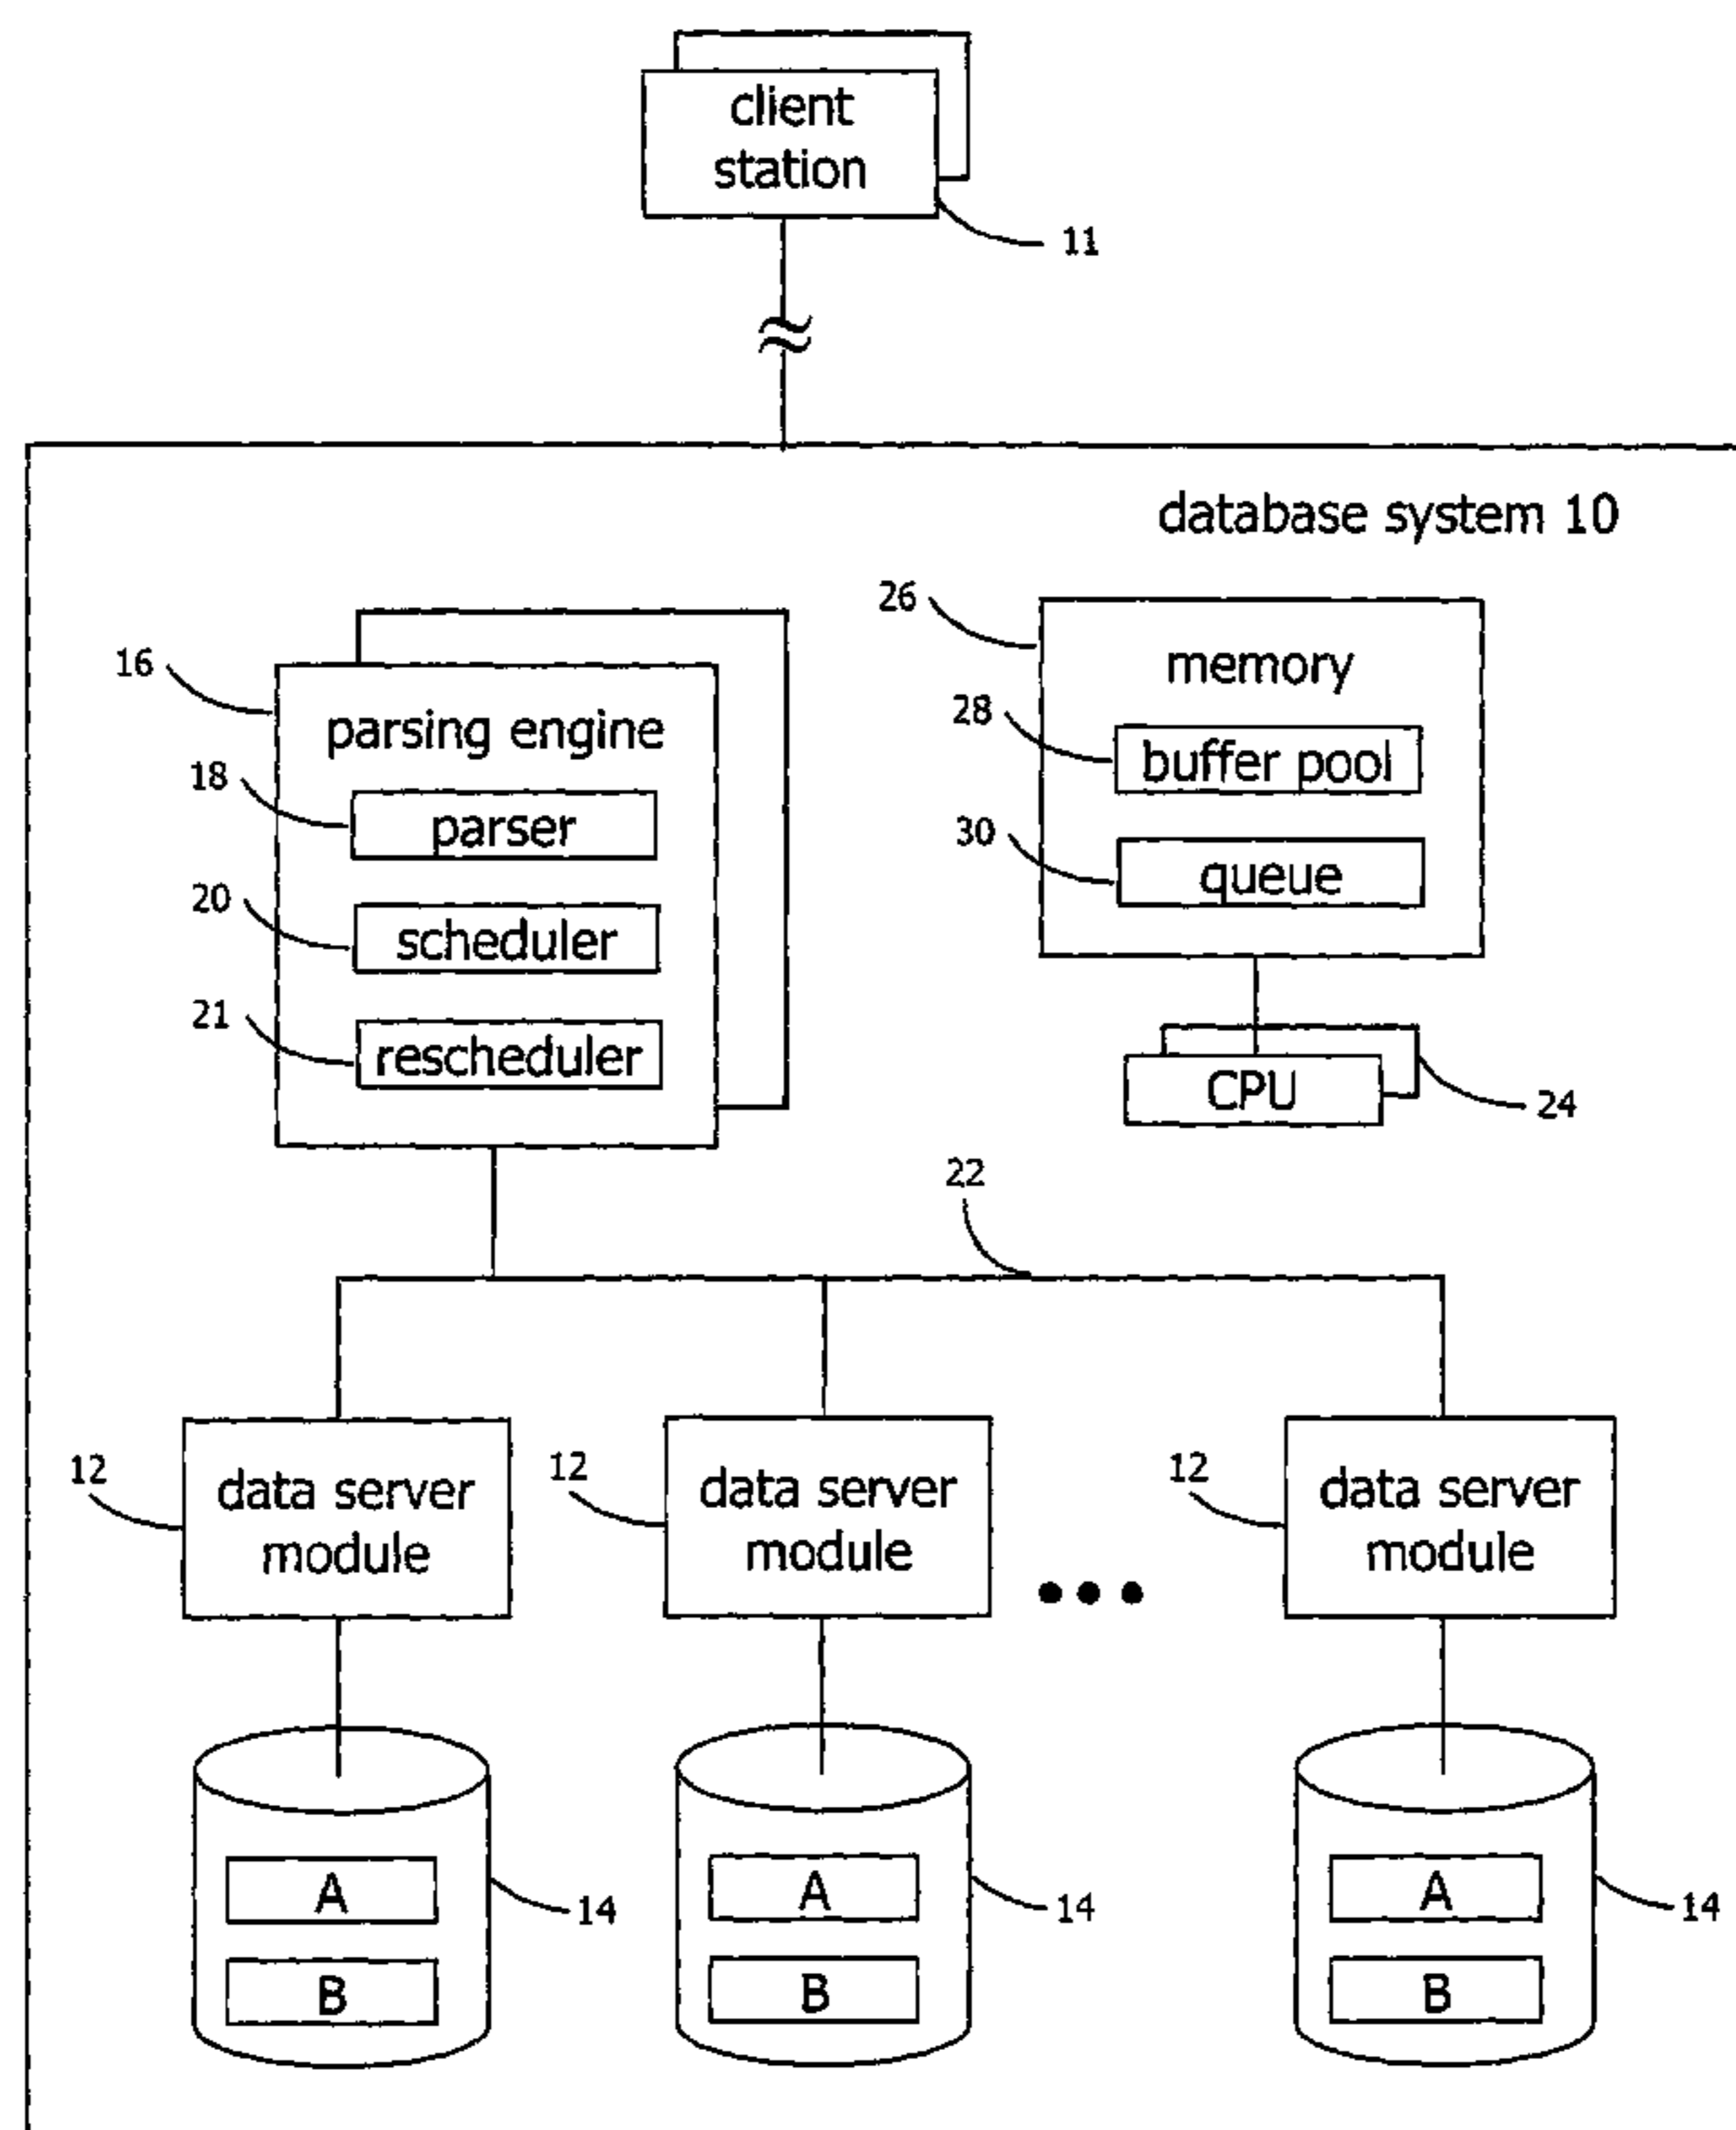 client
station
11
database system 10
26
memory
16
parsing engine
28
buffer pool
18
parser
30
queue
20
scheduler
21
rescheduler
CPU
24
22
12
data server
module
12
data server
module
12
data server
module
A
14
A
14
A
14
B
B
B